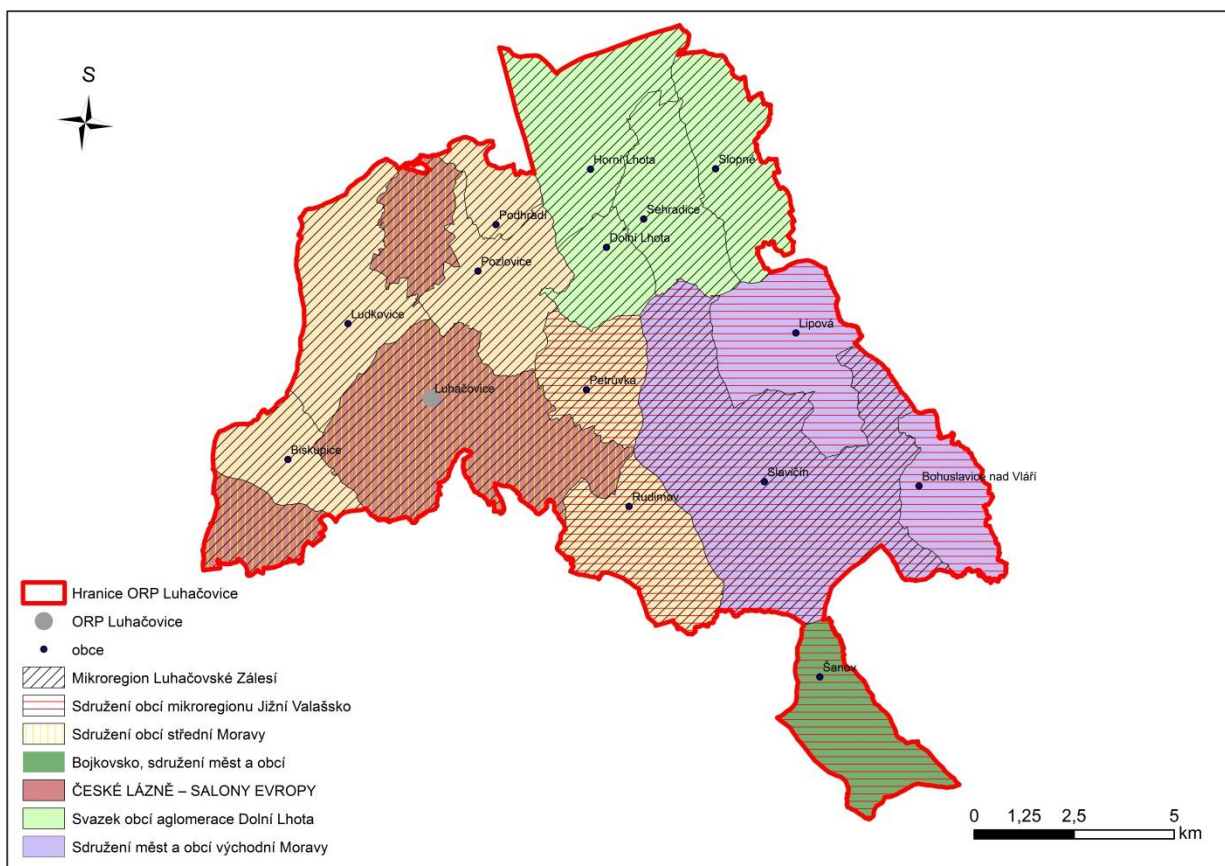 S
Horní Lhota
Slopné
Sehradice
Podhradí
Dolní Lhota
Pozlovice
Ludkovice
Lipová
Petrůvka
Luhačovice
Biskupice
Slavičín
Bohuslavice nad Vláří
Rudimov
Šanov
Hranice ORP Luhačovice
ORP Luhačovice
obce
Mikroregion Luhačovské Zálesí
Sdružení obcí mikroregionu Jižní Valašsko
Sdružení obcí střední Moravy
Bojkovsko, sdružení měst a obcí
ČESKÉ LÁZNĚ – SALONY EVROPY
Svazek obcí aglomerace Dolní Lhota
Sdružení měst a obcí východní Moravy
0 1,25 2,5 5
km